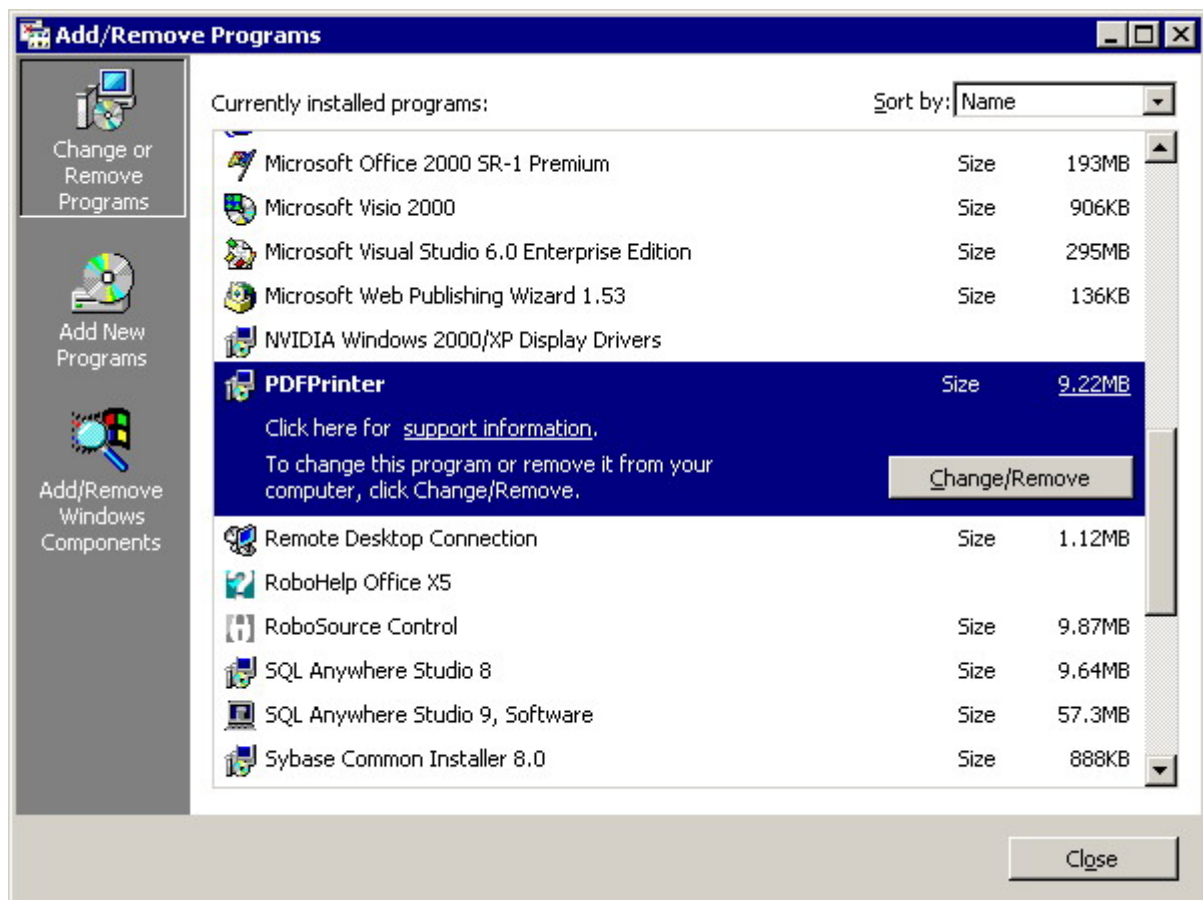 Add/Remove Programs
Change or
Remove
Programs
Add New
Programs
Add/Remove
Windows
Components
Currently installed programs:
Sort by: Name
Microsoft Office 2000 SR-1 Premium Size 193MB
Microsoft Visio 2000 Size 906KB
Microsoft Visual Studio 6.0 Enterprise Edition Size 295MB
Microsoft Web Publishing Wizard 1.53 Size 136KB
NVIDIA Windows 2000/XP Display Drivers
PDFPrinter Size 9.22MB
Click here for support information.
To change this program or remove it from your
computer, click Change/Remove.
Change/Remove
Remote Desktop Connection Size 1.12MB
RoboHelp Office X5
RoboSource Control Size 9.87MB
SQL Anywhere Studio 8 Size 9.64MB
SQL Anywhere Studio 9, Software Size 57.3MB
Sybase Common Installer 8.0 Size 888KB
Close